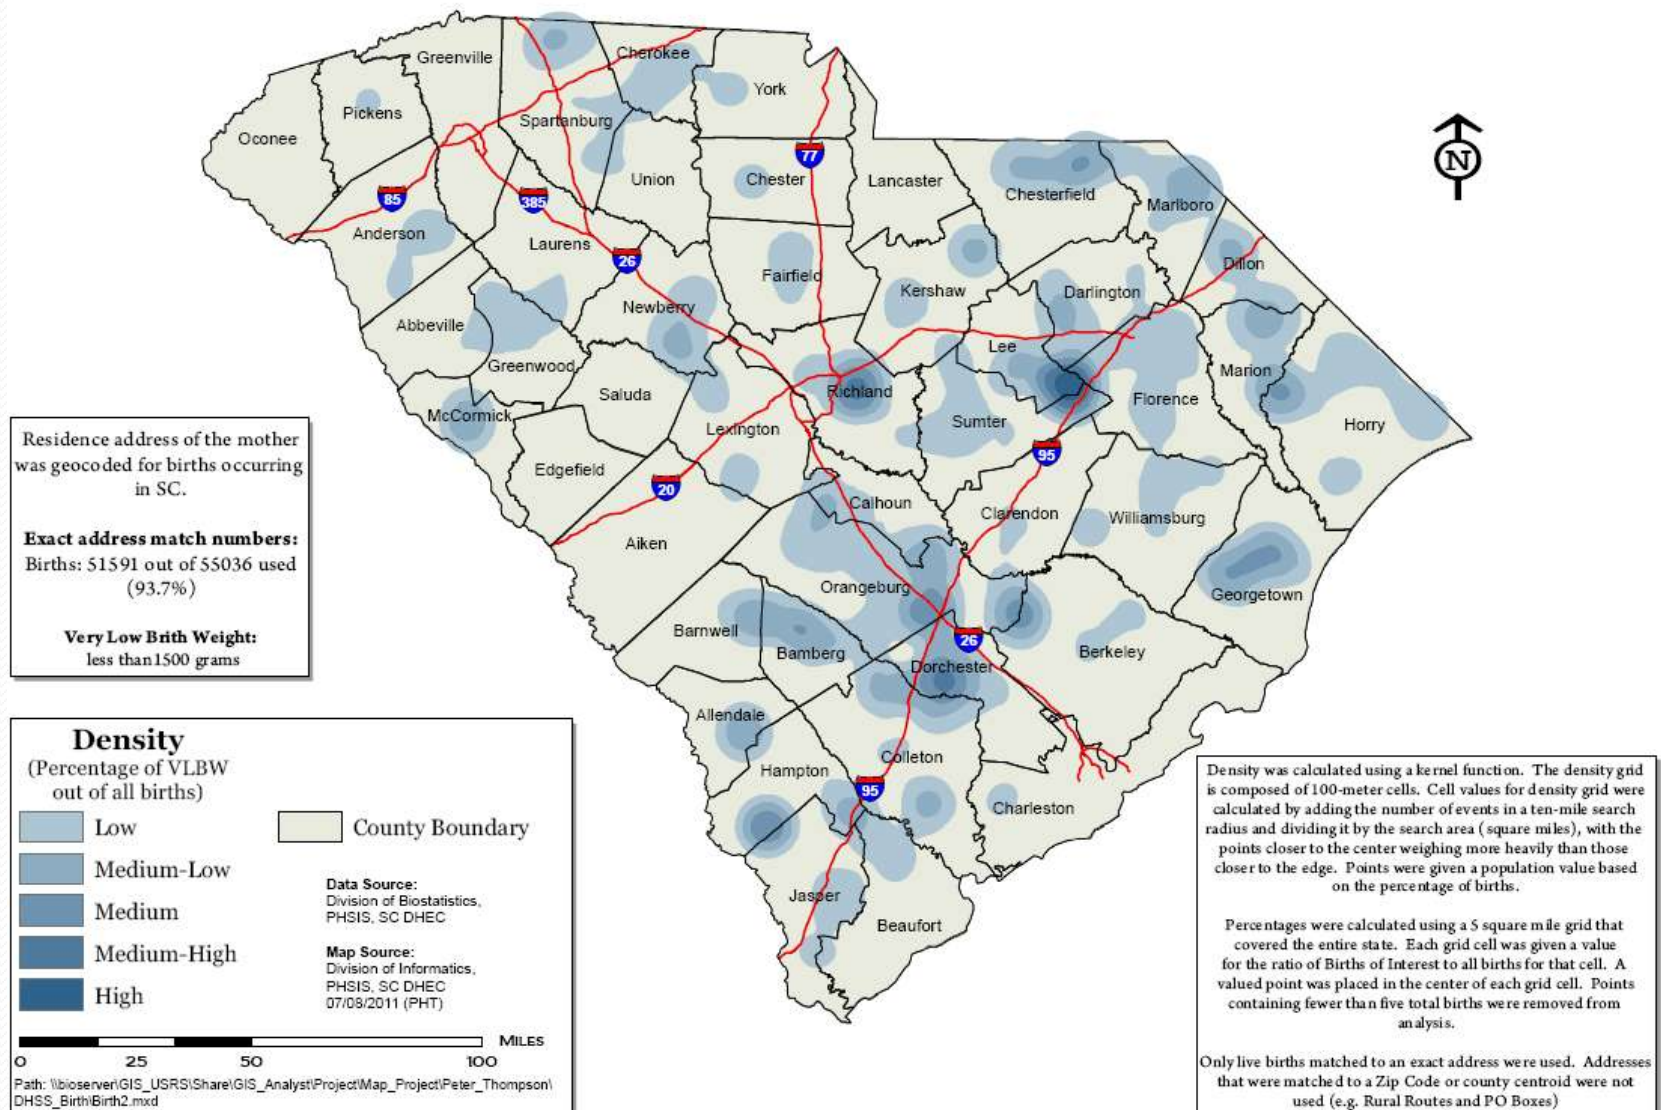 Greenville
Cherokee
York
Pickens
Spartanburg
Oconee
N
77
Union
Chester
Lancaster
Chesterfield
85
385
Marlboro
Anderson
Laurens
26
Dillon
Fairfield
Kershaw
Darlington
Newberry
Abbeville
Lee
Greenwood
Marion
Saluda
Richland
Florence
McCormick
Lexington
Sumter
Horry
Edgefield
95
20
Calhoun
Clarendon
Williamsburg
Aiken
Orangeburg
Georgetown
Barnwell
26
Bamberg
Berkeley
Dorchester
Allendale
Colleton
Hampton
95
Charleston
Jasper
Beaufort
Residence address of the mother
was geocoded for births occurring
in SC.
Exact address match numbers:
Births: 51591 out of 55036 used
(93.7%)
Very Low Brith Weight:
less than1500 grams
Density
(Percentage of VLBW
out of all births)
Low
Medium-Low
Medium
Medium-High
High
County Boundary
Data Source:
Division of Biostatistics,
PHSIS, SC DHEC
Map Source:
Division of Informatics,
PHSIS, SC DHEC
07/08/2011 (PHT)
MILES
0 25 50 100
Path: \\bioserver\GIS_USRS\Share\GIS_Analyst\Project\Map_Project\Peter_Thompson\
DHSS_Birth\Birth2.mxd
Density was calculated using a kernel function. The density grid
is composed of 100-meter cells. Cell values for density grid were
calculated by adding the number of events in a ten-mile search
radius and dividing it by the search area (square miles), with the
points closer to the center weighing more heavily than those
closer to the edge. Points were given a population value based
on the percentage of births.
Percentages were calculated using a 5 square mile grid that
covered the entire state. Each grid cell was given a value
for the ratio of Births of Interest to all births for that cell. A
valued point was placed in the center of each grid cell. Points
containing fewer than five total births were removed from
analysis.
Only live births matched to an exact address were used. Addresses
that were matched to a Zip Code or county centroid were not
used (e.g. Rural Routes and PO Boxes)